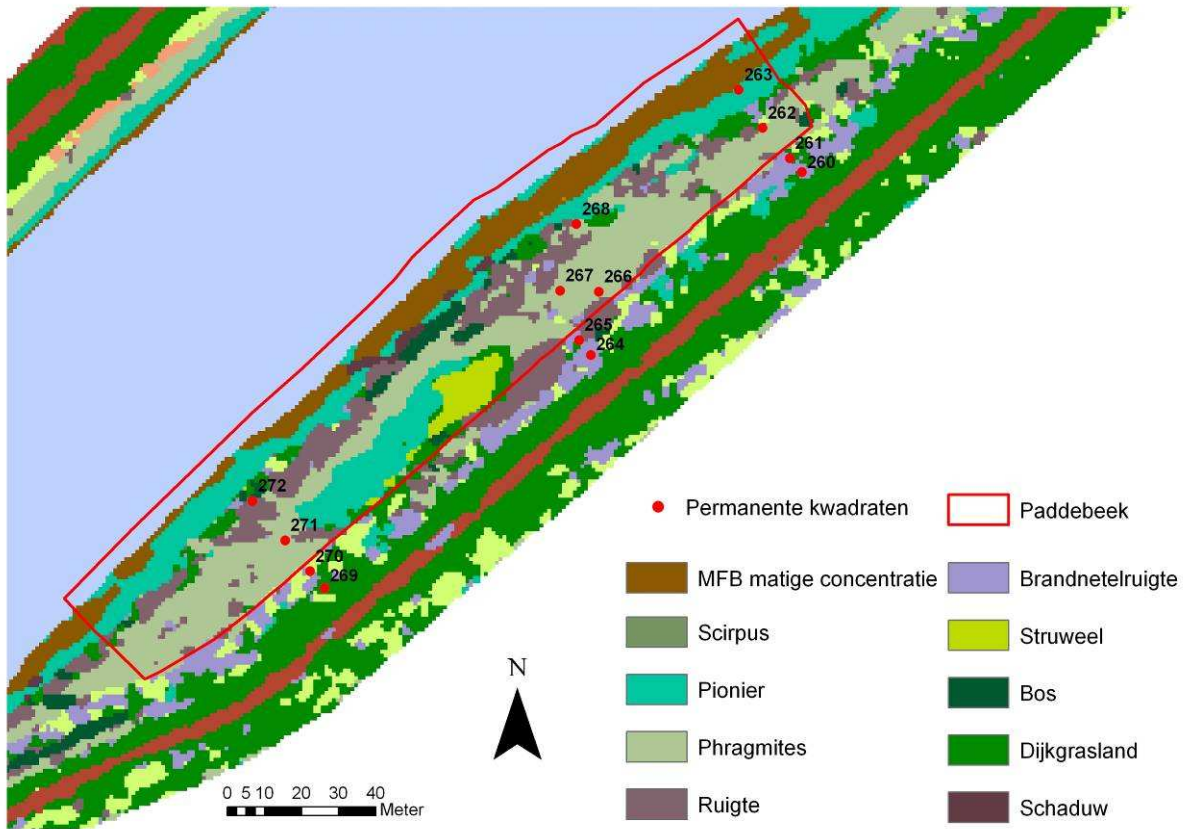 263
262
261
260
268
267
266
265
264
272
271
270
269
Permanente kwadraten
Paddebeek
MFB matige concentratie
Brandnetelruigte
Scirpus
Struweel
Pionier
Bos
Phragmites
Dijkgrasland
Ruigte
Schaduw
N
0 5 10 20 30 40
Meter